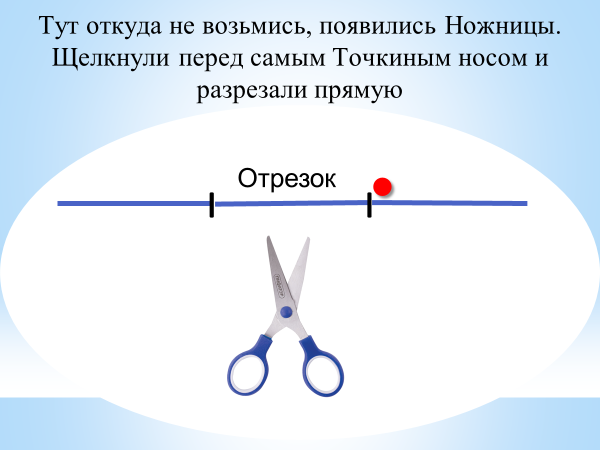 Тут откуда не возьмись, появились Ножницы.
Щелкнули перед самым Точкиным носом и
разрезали прямую
Отрезок